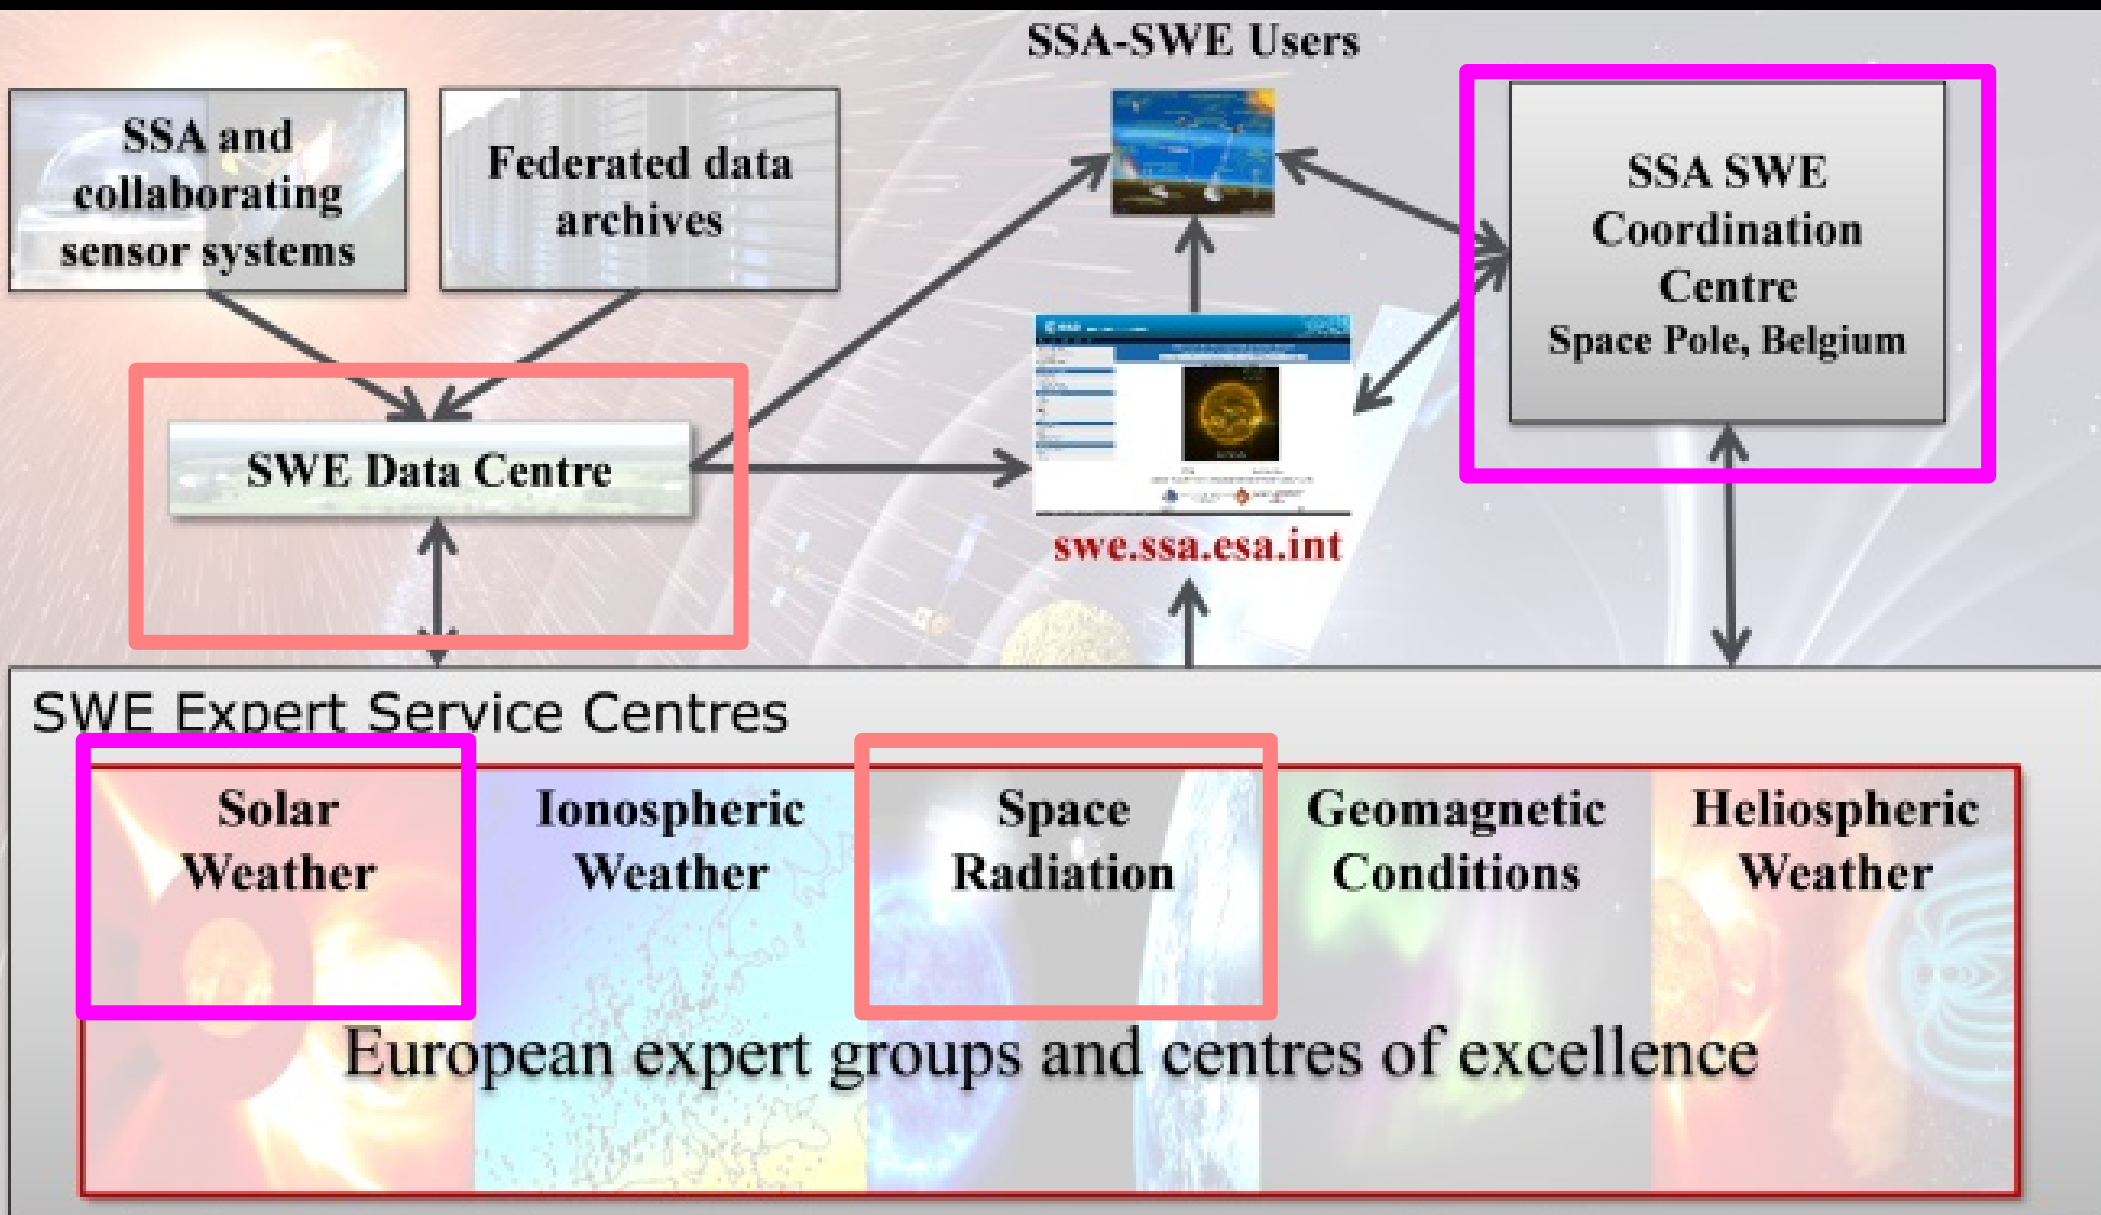 SSA-SWE Users
SSA and
collaborating
sensor systems
Federated data
archives
SSA SWE
Coordination
Centre
Space Pole, Belgium
SWE Data Centre
esa
swe.ssa.esa.int
SWE Expert Service Centres
Solar
Weather
Ionospheric
Weather
Space
Radiation
Geomagnetic
Conditions
Heliospheric
Weather
European expert groups and centres of excellence